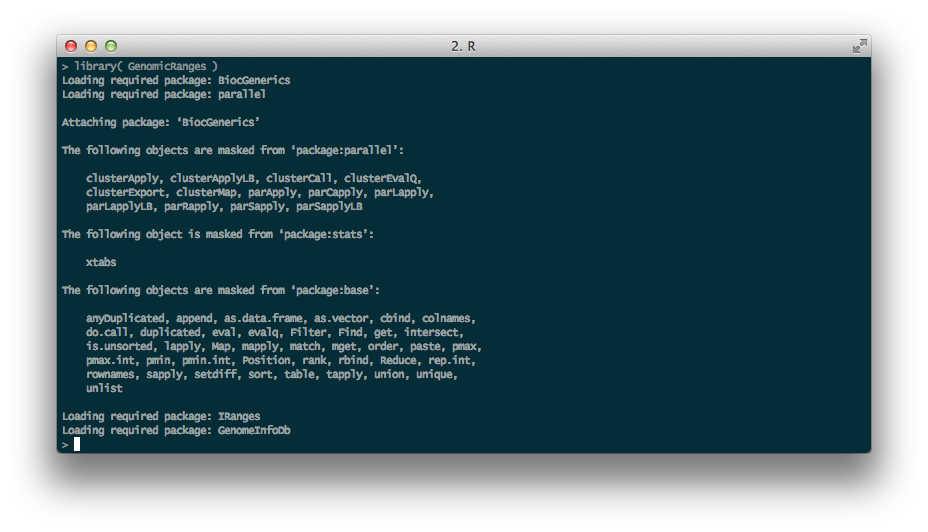 2. R
> library( GenomicRanges )
Loading required package: BiocGenerics
Loading required package: parallel
Attaching package: ‘BiocGenerics’
The following objects are masked from ‘package:parallel’:
clusterApply, clusterApplyLB, clusterCall, clusterEvalQ,
clusterExport, clusterMap, parApply, parCapply, parLapply,
parLapplyLB, parRapply, parSapply, parSapplyLB
The following object is masked from ‘package:stats’:
xtabs
The following objects are masked from ‘package:base’:
anyDuplicated, append, as.data.frame, as.vector, cbind, colnames,
do.call, duplicated, eval, evalq, Filter, Find, get, intersect,
is.unsorted, lapply, Map, mapply, match, mget, order, paste, pmax,
pmax.int, pmin, pmin.int, Position, rank, rbind, Reduce, rep.int,
rownames, sapply, setdiff, sort, table, tapply, union, unique,
unlist
Loading required package: IRanges
Loading required package: GenomeInfoDb
>